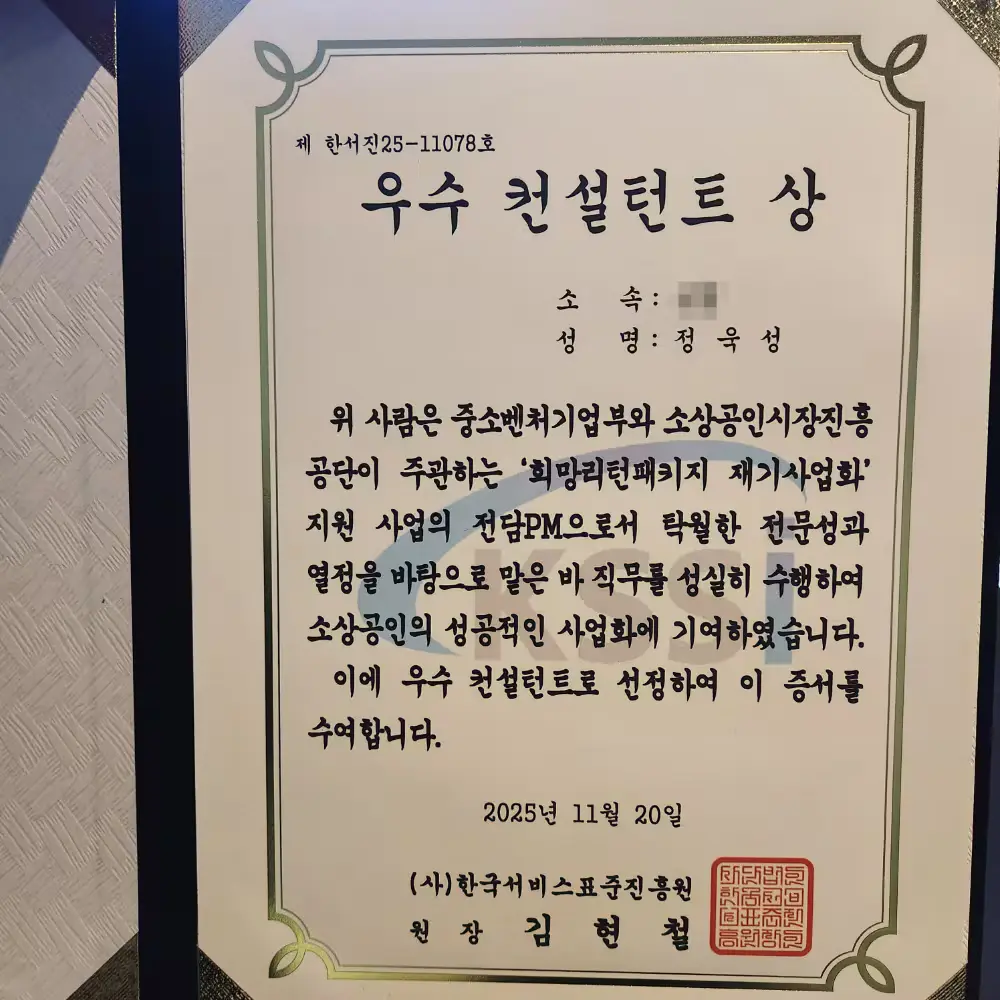 제 한서진25-11078호
우수 컨설턴트 상
소 속:
성 명:정욱성
위 사람은 중소벤처기업부와 소상공인시장진흥
공단이 주관하는 '희망리턴패키지 재기사업화'
지원 사업의 전담PM으로서 탁월한 전문성과
열정을 바탕으로 맡은 바 직무를 성실히 수행하여
소상공인의 성공적인 사업화에 기여하였습니다.
이에 우수 컨설턴트로 선정하여 이 증서를
수여합니다.
KSSi
2025년 11월 20일
(사)한국서비스표준진흥원
원 장 김 현 철